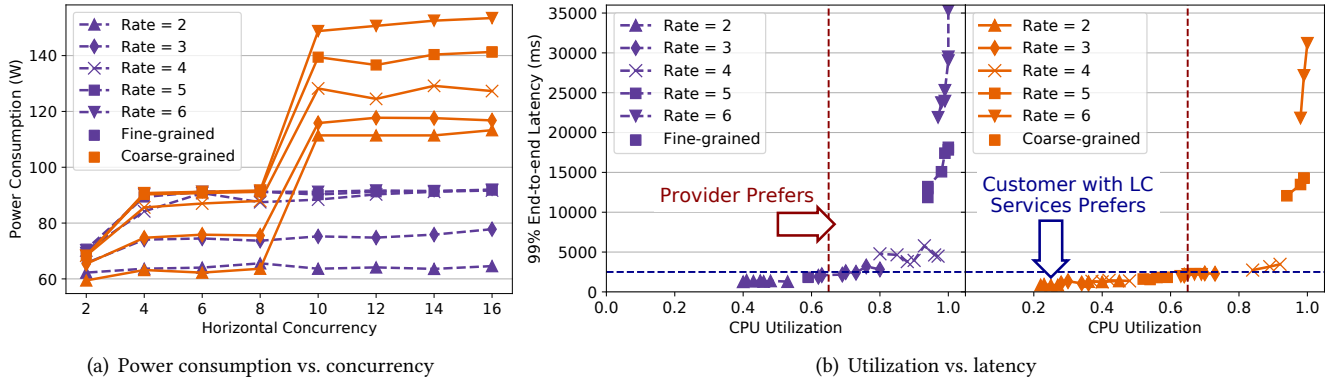 Power Consumption (W)
140
120
100
80
60
Rate = 2
Rate = 3
Rate = 4
Rate = 5
Rate = 6
Fine-grained
Coarse-grained
2 4 6 8 10 12 14 16
Horizontal Concurrency
(a) Power consumption vs. concurrency
99% End-to-end Latency (ms)
35000
30000
25000
20000
15000
10000
5000
0
Rate = 2
Rate = 3
Rate = 4
Rate = 5
Rate = 6
Fine-grained
Provider Prefers
0.0 0.2 0.4 0.6 0.8 1.0
CPU Utilization
Rate = 2
Rate = 3
Rate = 4
Rate = 5
Rate = 6
Coarse-grained
Customer with LC
Services Prefers
0.2 0.4 0.6 0.8 1.0
CPU Utilization
(b) Utilization vs. latency